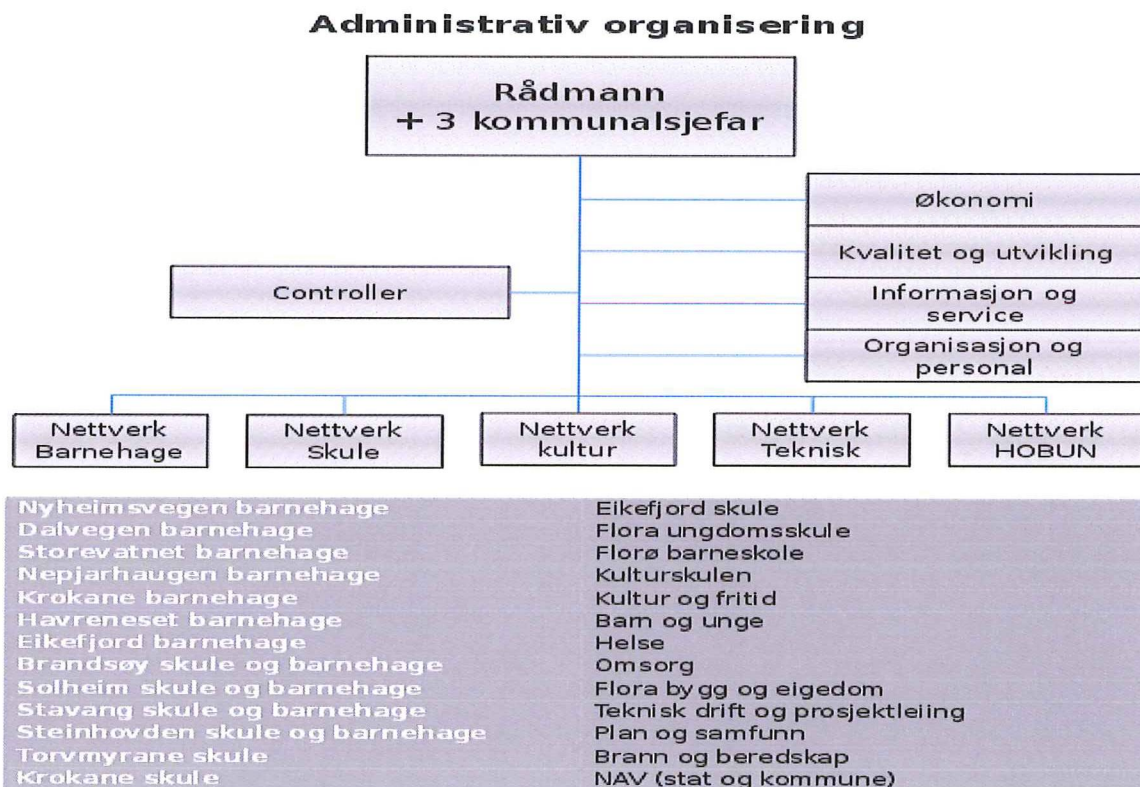 Administrativ organisering
Rådmann
+ 3 kommunalsjefar
Økonomi
Kvalitet og utvikling
Controller
Informasjon og
service
Organisasjon og
personal
Nettverk
Barnehage
Nettverk
Skule
Nettverk
kultur
Nettverk
Teknisk
Nettverk
HOBUN
Nyheimsvegen barnehage
Dalvegen barnehage
Storevatnet barnehage
Nepjarhaugen barnehage
Krokane barnehage
Havreneset barnehage
Eikefjord barnehage
Brandsøy skule og barnehage
Solheim skule og barnehage
Stavang skule og barnehage
Steinhovden skule og barnehage
Torvmyrane skule
Krokane skule
Eikefjord skule
Flora ungdomsskule
Florø barneskole
Kulturskulen
Kultur og fritid
Barn og unge
Helse
Omsorg
Flora bygg og eigedom
Teknisk drift og prosjektleiing
Plan og samfunn
Brann og beredskap
NAV (stat og kommune)